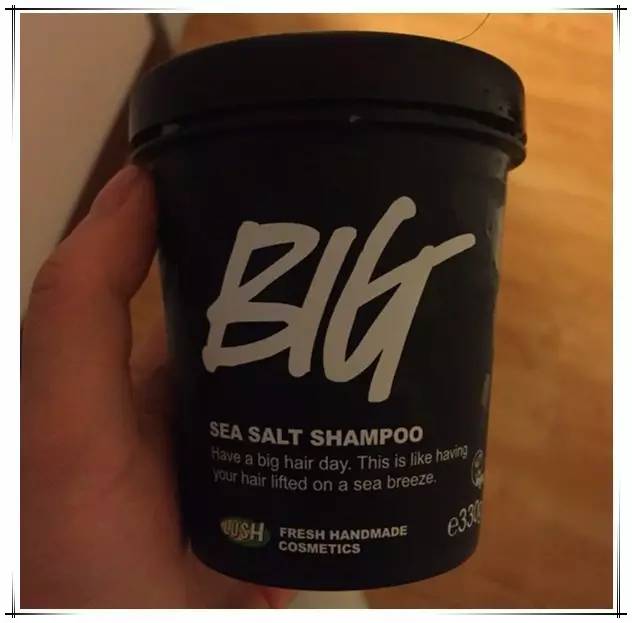 BIG
SEA SALT SHAMPOO
Have a big hair day. This is like having
your hair lifted on a sea breeze.
LUSH
FRESH HANDMADE
COSMETICS
e330g